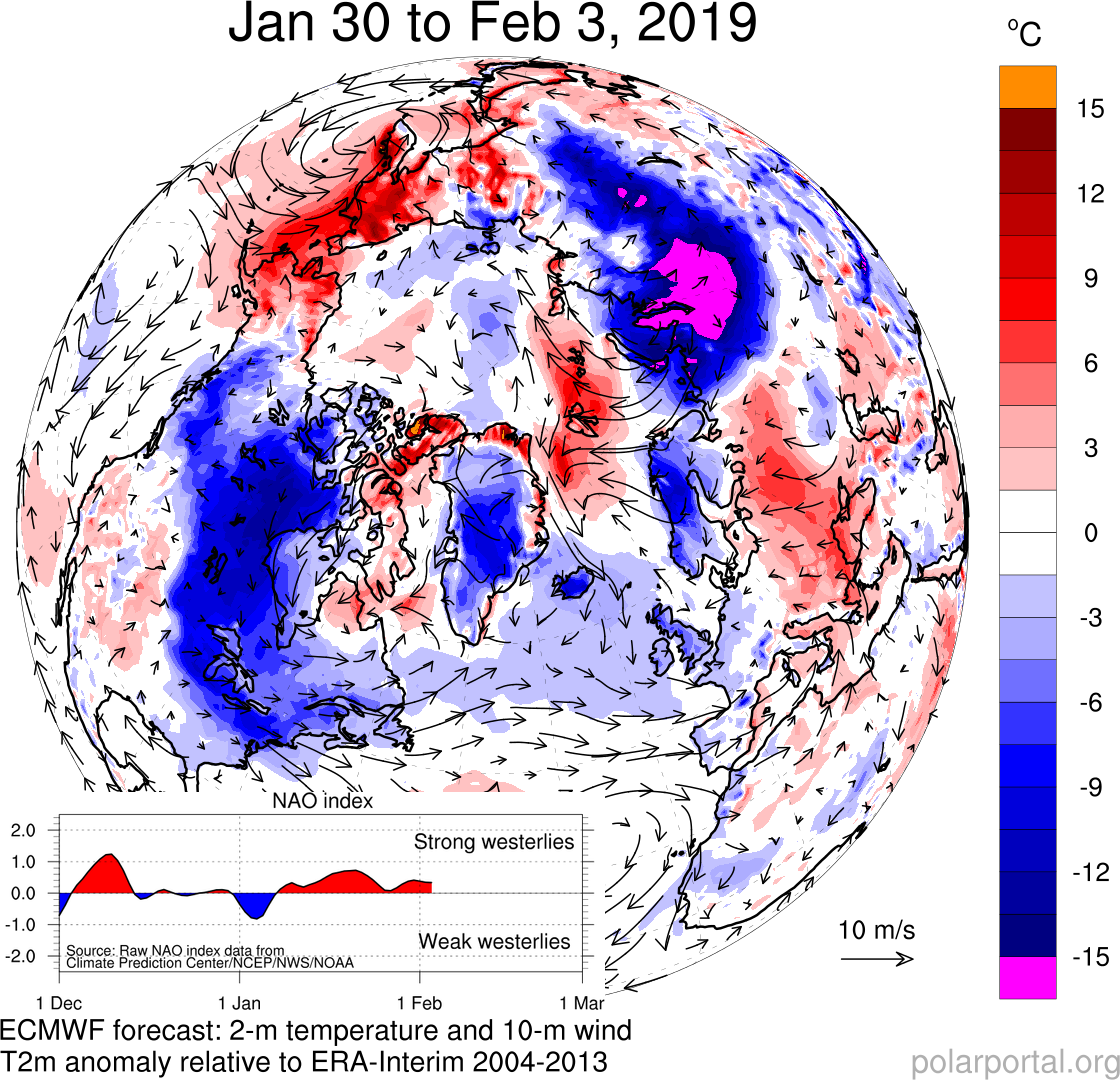 Jan 30 to Feb 3, 2019
°C
15
12
9
6
3
0
-3
-6
-9
-12
-15
10 m/s
NAO index
2.0
1.0
0.0
-1.0
-2.0
Strong westerlies
Weak westerlies
Source: Raw NAO index data from
Climate Prediction Center/NCEP/NWS/NOAA
1 Dec 1 Jan 1 Feb 1 Mar
ECMWF forecast: 2-m temperature and 10-m wind
T2m anomaly relative to ERA-Interim 2004-2013
polarportal.org